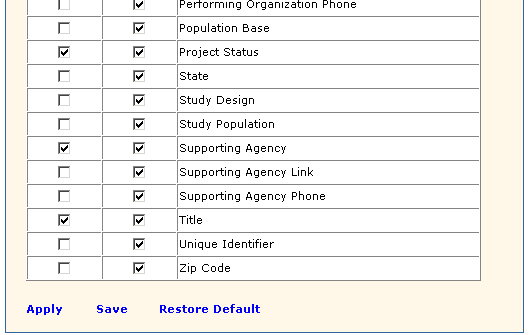 Performing Organization Phone
Population Base
Project Status
State
Study Design
Study Population
Supporting Agency
Supporting Agency Link
Supporting Agency Phone
Title
Unique Identifier
Zip Code
Apply Save Restore Default